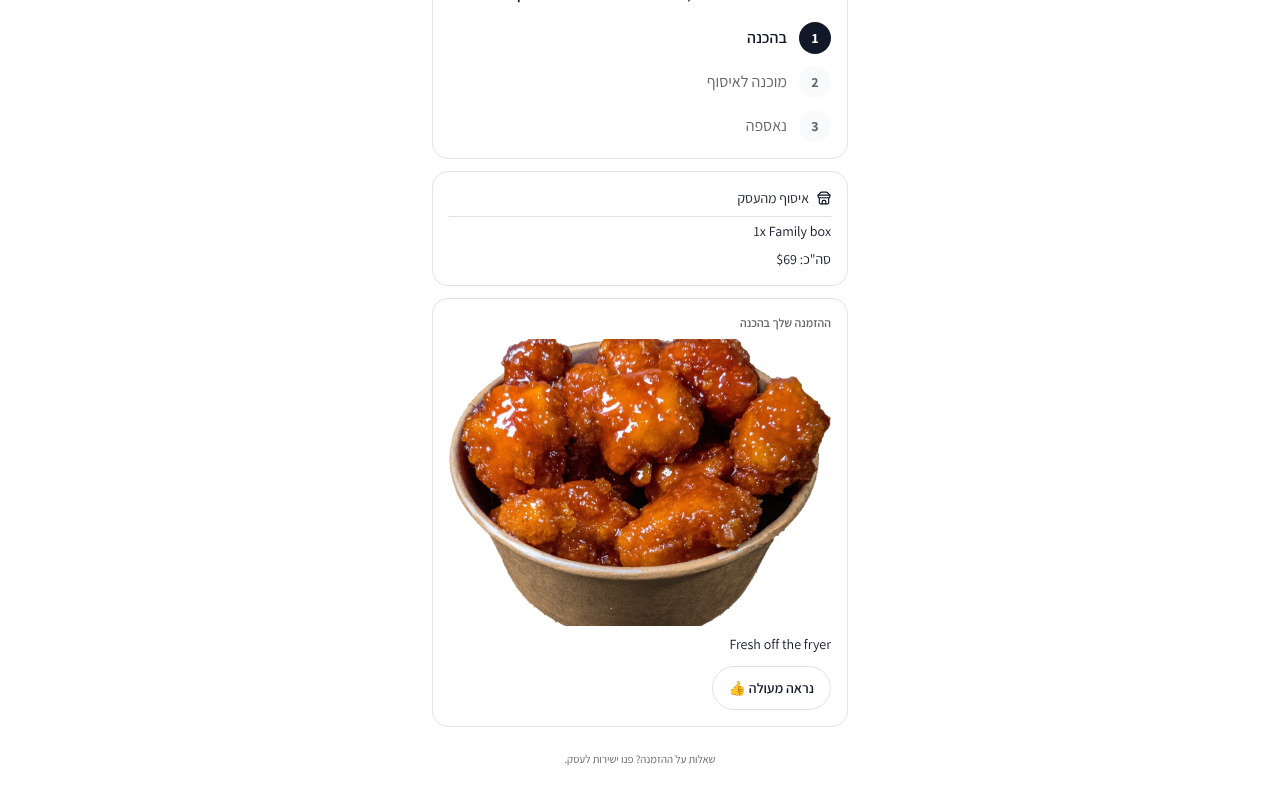 1 בהכנה
2 מוכנה לאיסוף
3 נאספה
איסוף מהעסק
1x Family box
סה"כ: $69
ההזמנה שלך בהכנה
Fresh off the fryer
נראה מעולה 👍
שאלות על ההזמנה? פנו ישירות לעסק.